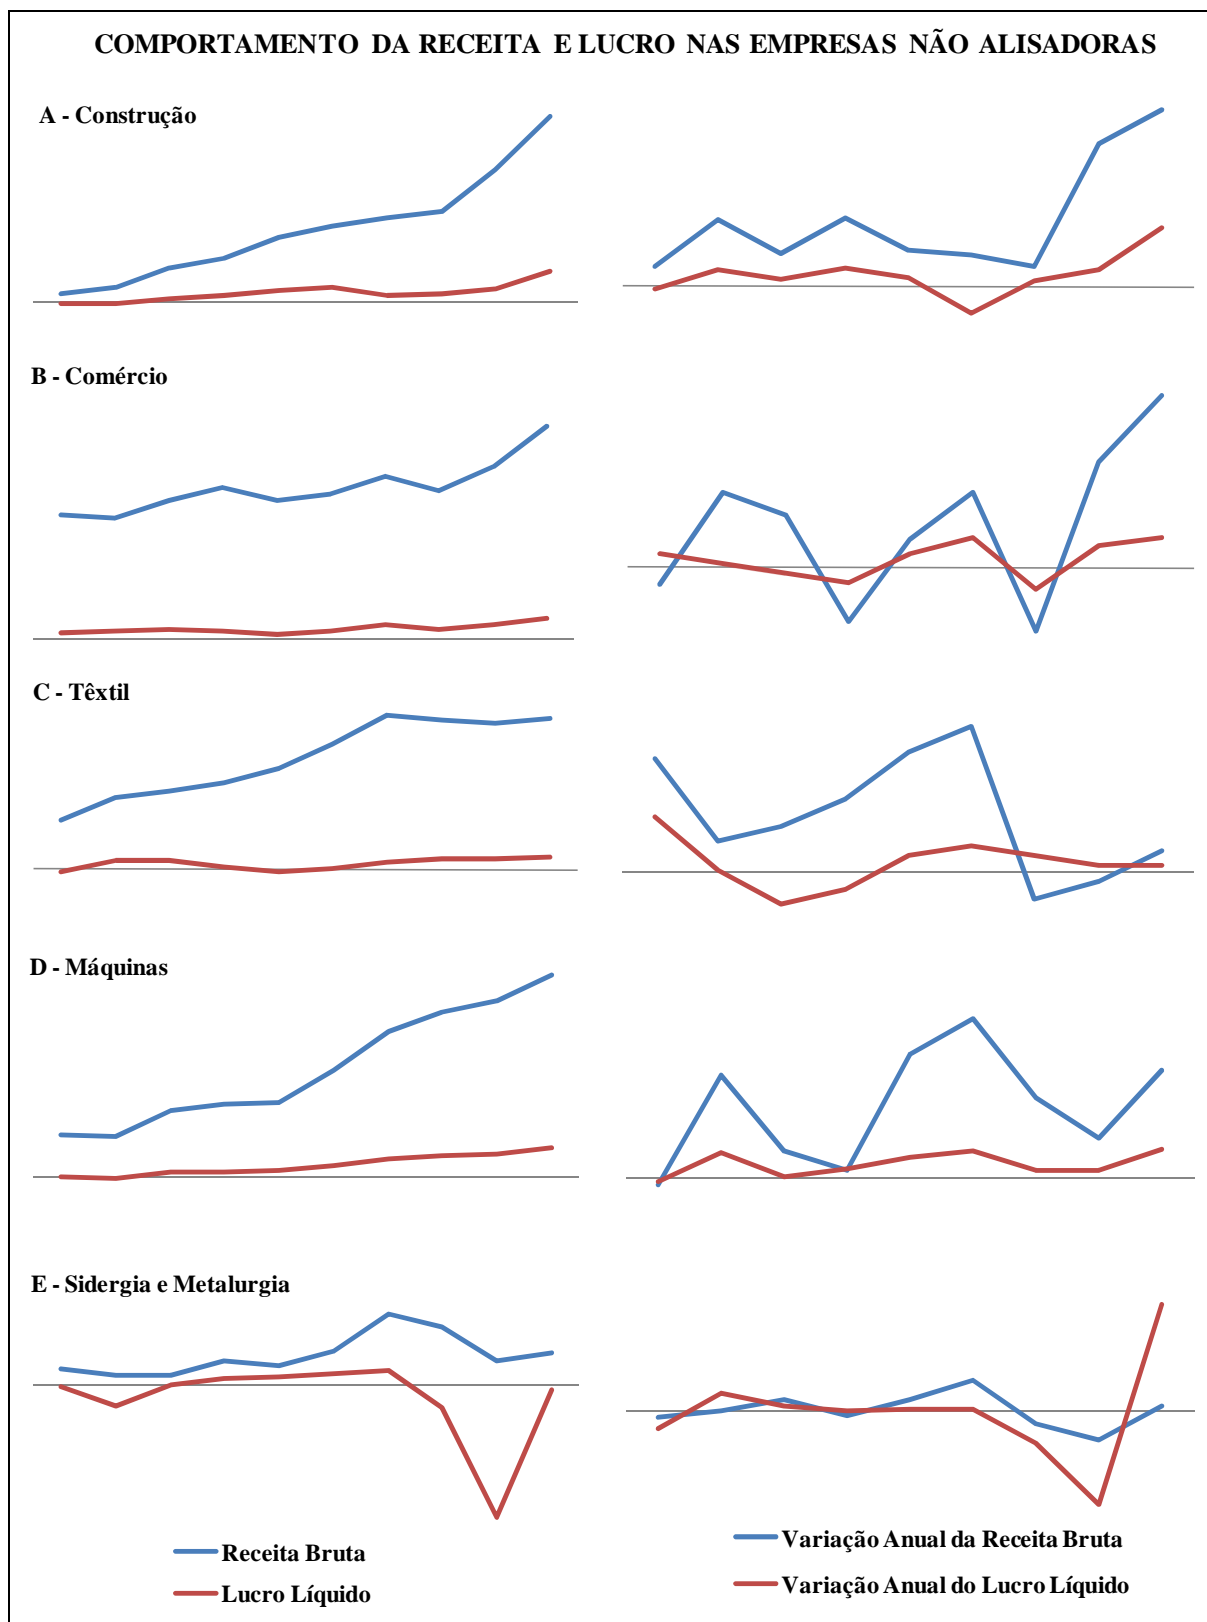 COMPORTAMENTO DA RECEITA E LUCRO NAS EMPRESAS NÃO ALISADORAS
A - Construção
B - Comércio
C - Têxtil
D - Máquinas
E - Sidergia e Metalurgia
Receita Bruta
Lucro Líquido
Variação Anual da Receita Bruta
Variação Anual do Lucro Líquido